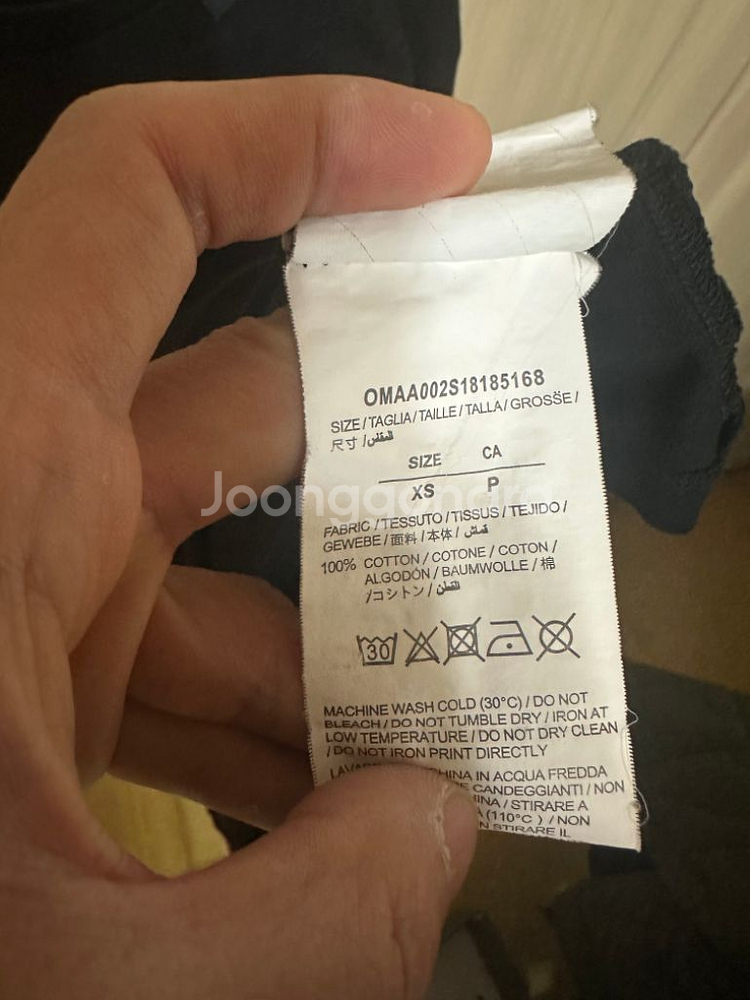 OMAA002S18185168
SIZE / TAGLIA / TAILLE / TALLA / GROSSE /
尺寸 / المقاس
SIZE CA
XS P
Joonggonara
FABRIC / TESSUTO / TISSUS / TEJIDO /
GEWEBE / 面料 / 本体 / قماش
100% COTTON / COTONE / COTON /
ALGODÓN / BAUMWOLLE / 棉
/ コシトン / القطن
30
MACHINE WASH COLD (30°C) / DO NOT
BLEACH / DO NOT TUMBLE DRY / IRON AT
LOW TEMPERATURE / DO NOT DRY CLEAN
/ DO NOT IRON PRINT DIRECTLY
IN ACQUA FREDDA
CANDEGGIANTI / NON
/ STIRARE A
(110°C ) / NON
STIRARE IL